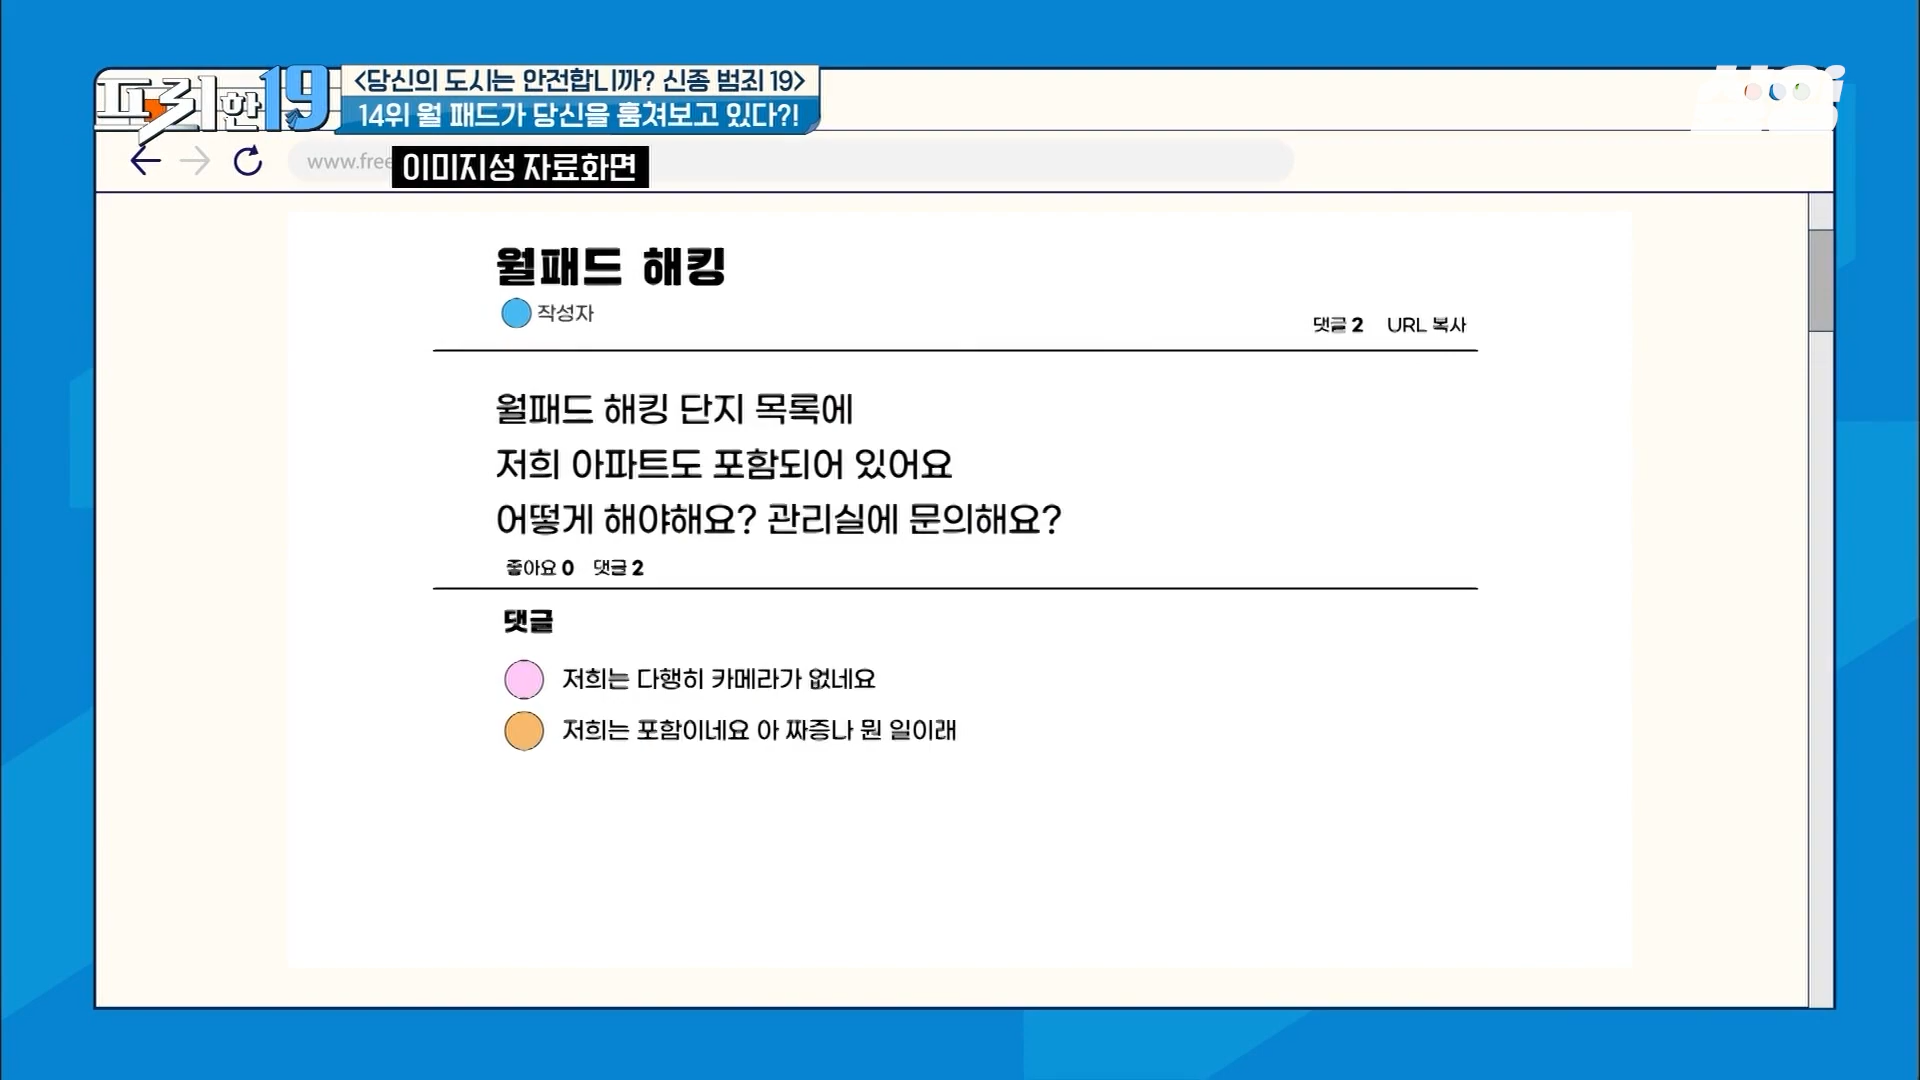 프리한19
<당신의 도시는 안전합니까? 신종 범죄 19>
14위 월 패드가 당신을 훔쳐보고 있다?!
www.free
이미지성 자료화면
월패드 해킹
작성자
댓글 2 URL 복사
월패드 해킹 단지 목록에
저희 아파트도 포함되어 있어요
어떻게 해야해요? 관리실에 문의해요?
좋아요 0 댓글 2
댓글
저희는 다행히 카메라가 없네요
저희는 포함이네요 아 짜증나 뭔 일이래